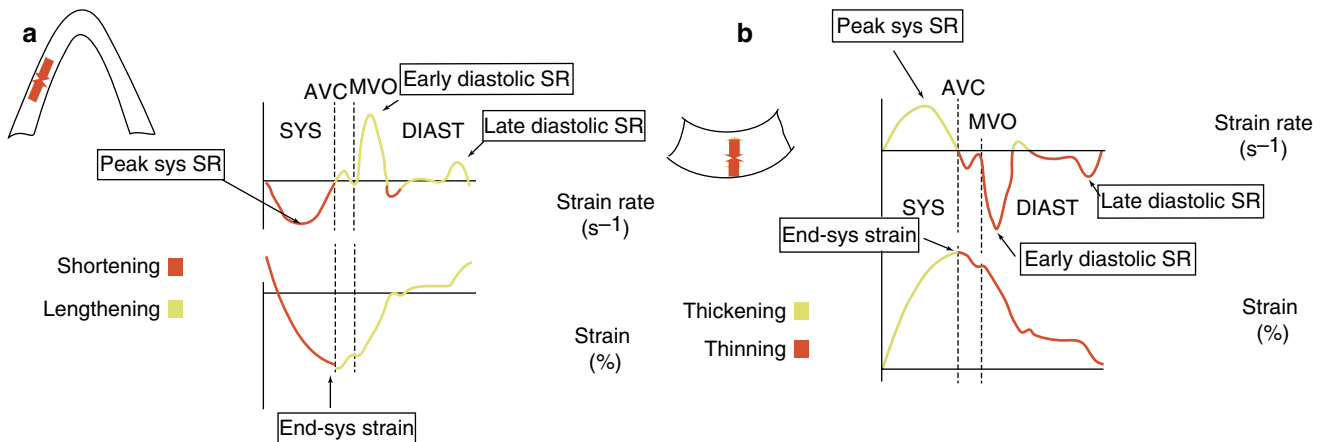 a
AVC
MVO
Early diastolic SR
SYS
DIAST
Late diastolic SR
Peak sys SR
Strain rate
(s–1)
Shortening
Lengthening
Strain
(%)
End-sys strain
b
Peak sys SR
AVC
MVO
Strain rate
(s–1)
SYS
DIAST
Late diastolic SR
End-sys strain
Early diastolic SR
Thickening
Thinning
Strain
(%)